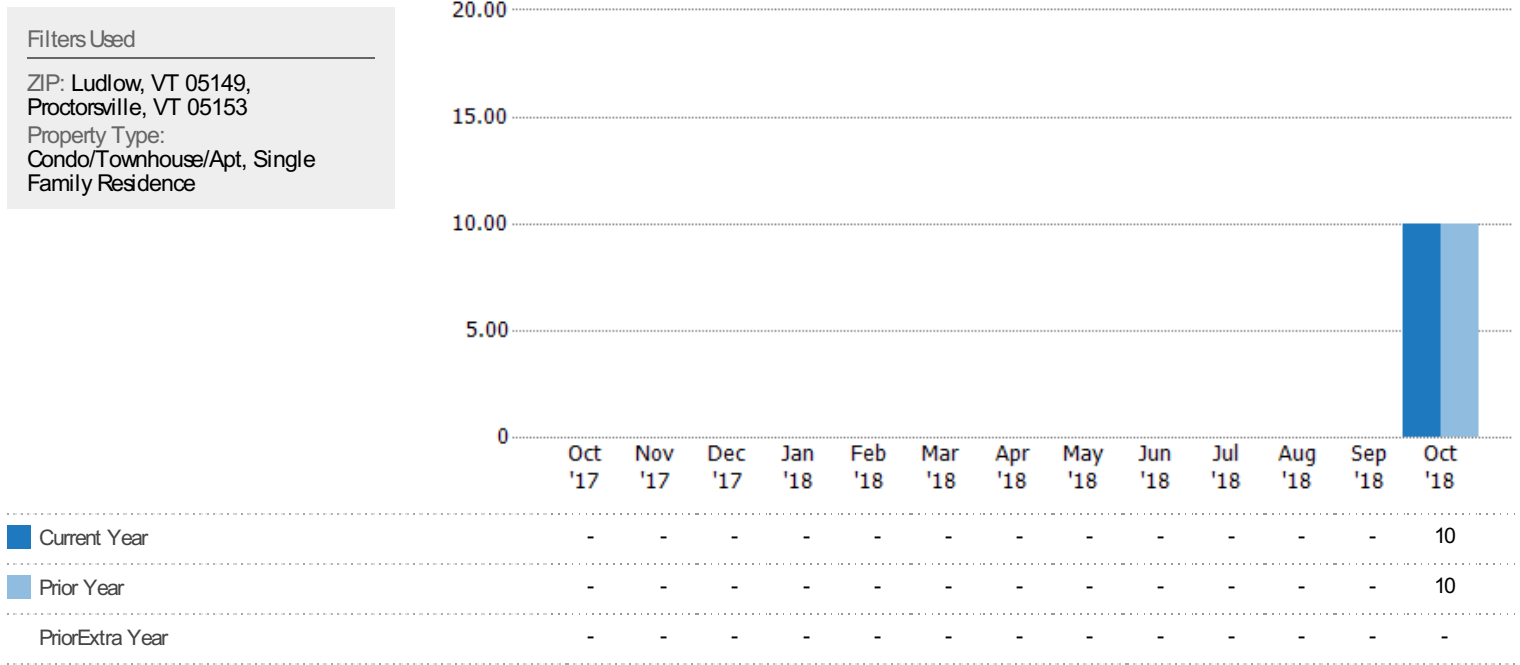 Filters Used
ZIP: Ludlow, VT 05149,
Proctorsville, VT 05153
Property Type:
Condo/Townhouse/Apt, Single
Family Residence
20.00
15.00
10.00
5.00
0
Oct Nov Dec Jan Feb Mar Apr May Jun Jul Aug Sep Oct
'17 '17 '17 '18 '18 '18 '18 '18 '18 '18 '18 '18 '18
Current Year - - - - - - - - - - - - 10
Prior Year - - - - - - - - - - - - 10
PriorExtra Year - - - - - - - - - - - - -